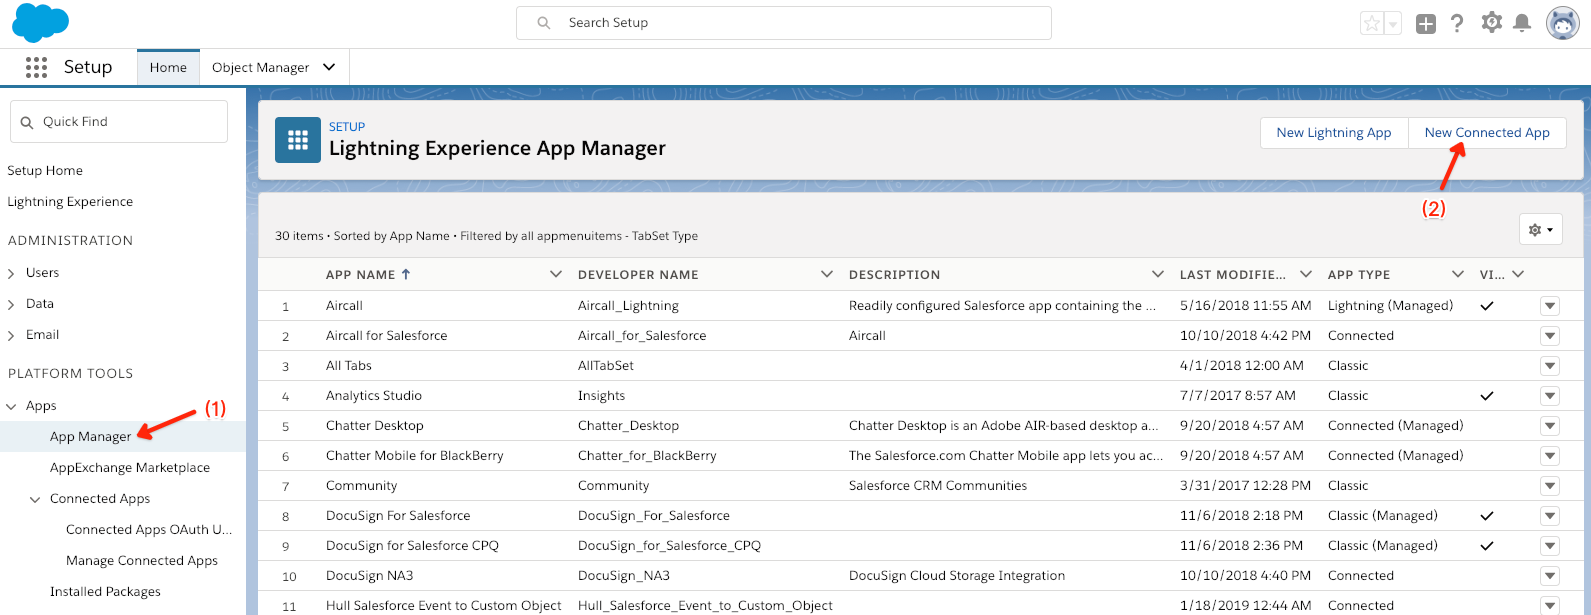 Search Setup
Setup
Home
Object Manager
Quick Find
Setup Home
Lightning Experience
ADMINISTRATION
Users
Data
Email
PLATFORM TOOLS
Apps
(1)
App Manager
AppExchange Marketplace
Connected Apps
Connected Apps OAuth U...
Manage Connected Apps
Installed Packages
SETUP
Lightning Experience App Manager
New Lightning App
New Connected App
(2)
30 items • Sorted by App Name • Filtered by all appmenuitems - TabSet Type
APP NAME ↑ DEVELOPER NAME DESCRIPTION LAST MODIFIE... APP TYPE VI...
1 Aircall Aircall_Lightning Readily configured Salesforce app containing the ... 5/16/2018 11:55 AM Lightning (Managed) ✓
2 Aircall for Salesforce Aircall_for_Salesforce Aircall 10/10/2018 4:42 PM Connected
3 All Tabs AllTabSet 4/1/2018 12:00 AM Classic
4 Analytics Studio Insights 7/7/2017 8:57 AM Classic ✓
5 Chatter Desktop Chatter_Desktop Chatter Desktop is an Adobe AIR-based desktop a... 9/20/2018 4:57 AM Connected (Managed)
6 Chatter Mobile for BlackBerry Chatter_for_BlackBerry The Salesforce.com Chatter Mobile app lets you ac... 9/20/2018 4:57 AM Connected (Managed)
7 Community Community Salesforce CRM Communities 3/31/2017 12:28 PM Classic
8 DocuSign For Salesforce DocuSign_For_Salesforce 11/6/2018 2:18 PM Classic (Managed) ✓
9 DocuSign for Salesforce CPQ DocuSign_for_Salesforce_CPQ 11/6/2018 2:36 PM Classic (Managed) ✓
10 DocuSign NA3 DocuSign_NA3 DocuSign Cloud Storage Integration 10/10/2018 4:40 PM Connected
11 Hull Salesforce Event to Custom Object Hull_Salesforce_Event_to_Custom_Object 1/18/2019 12:44 AM Connected